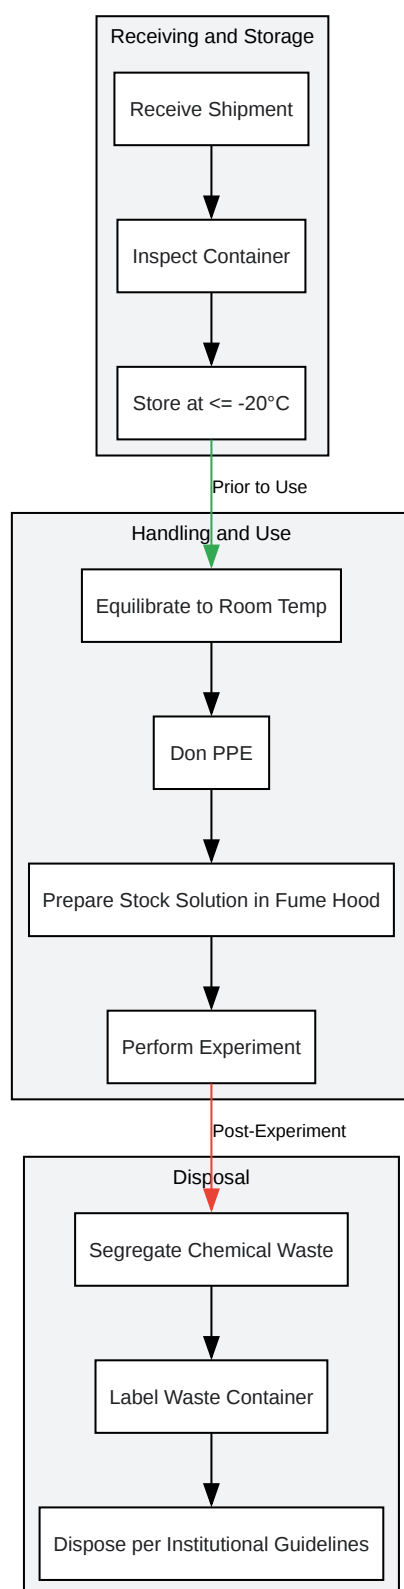 Receiving and Storage
Receive Shipment
Inspect Container
Store at <= -20°C
Prior to Use
Handling and Use
Equilibrate to Room Temp
Don PPE
Prepare Stock Solution in Fume Hood
Perform Experiment
Post-Experiment
Disposal
Segregate Chemical Waste
Label Waste Container
Dispose per Institutional Guidelines